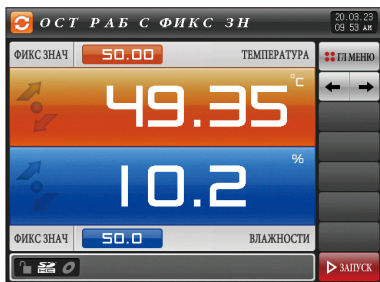 ОСТ РАБ С ФИКС ЗН
20.03.23
09 53 AM
ФИКС ЗНАЧ 50.00 ТЕМПЕРАТУРА
ГЛ МЕНЮ
49.35 °C
10.2 %
ФИКС ЗНАЧ 50.0 ВЛАЖНОСТИ
ЗАПУСК